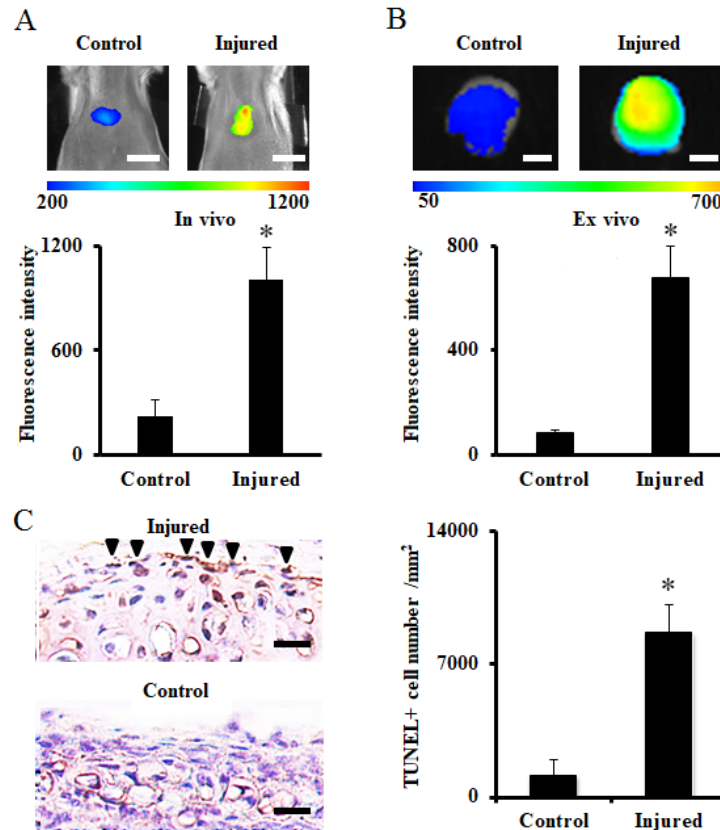 A
Control Injured
200 1200
In vivo
*
Fluorescence intensity
1200
600
0
Control Injured
B
Control Injured
50 700
Ex vivo
*
Fluorescence intensity
800
400
0
Control Injured
C
Injured
Control
*
TUNEL+ cell number /mm²
14000
7000
0
Control Injured